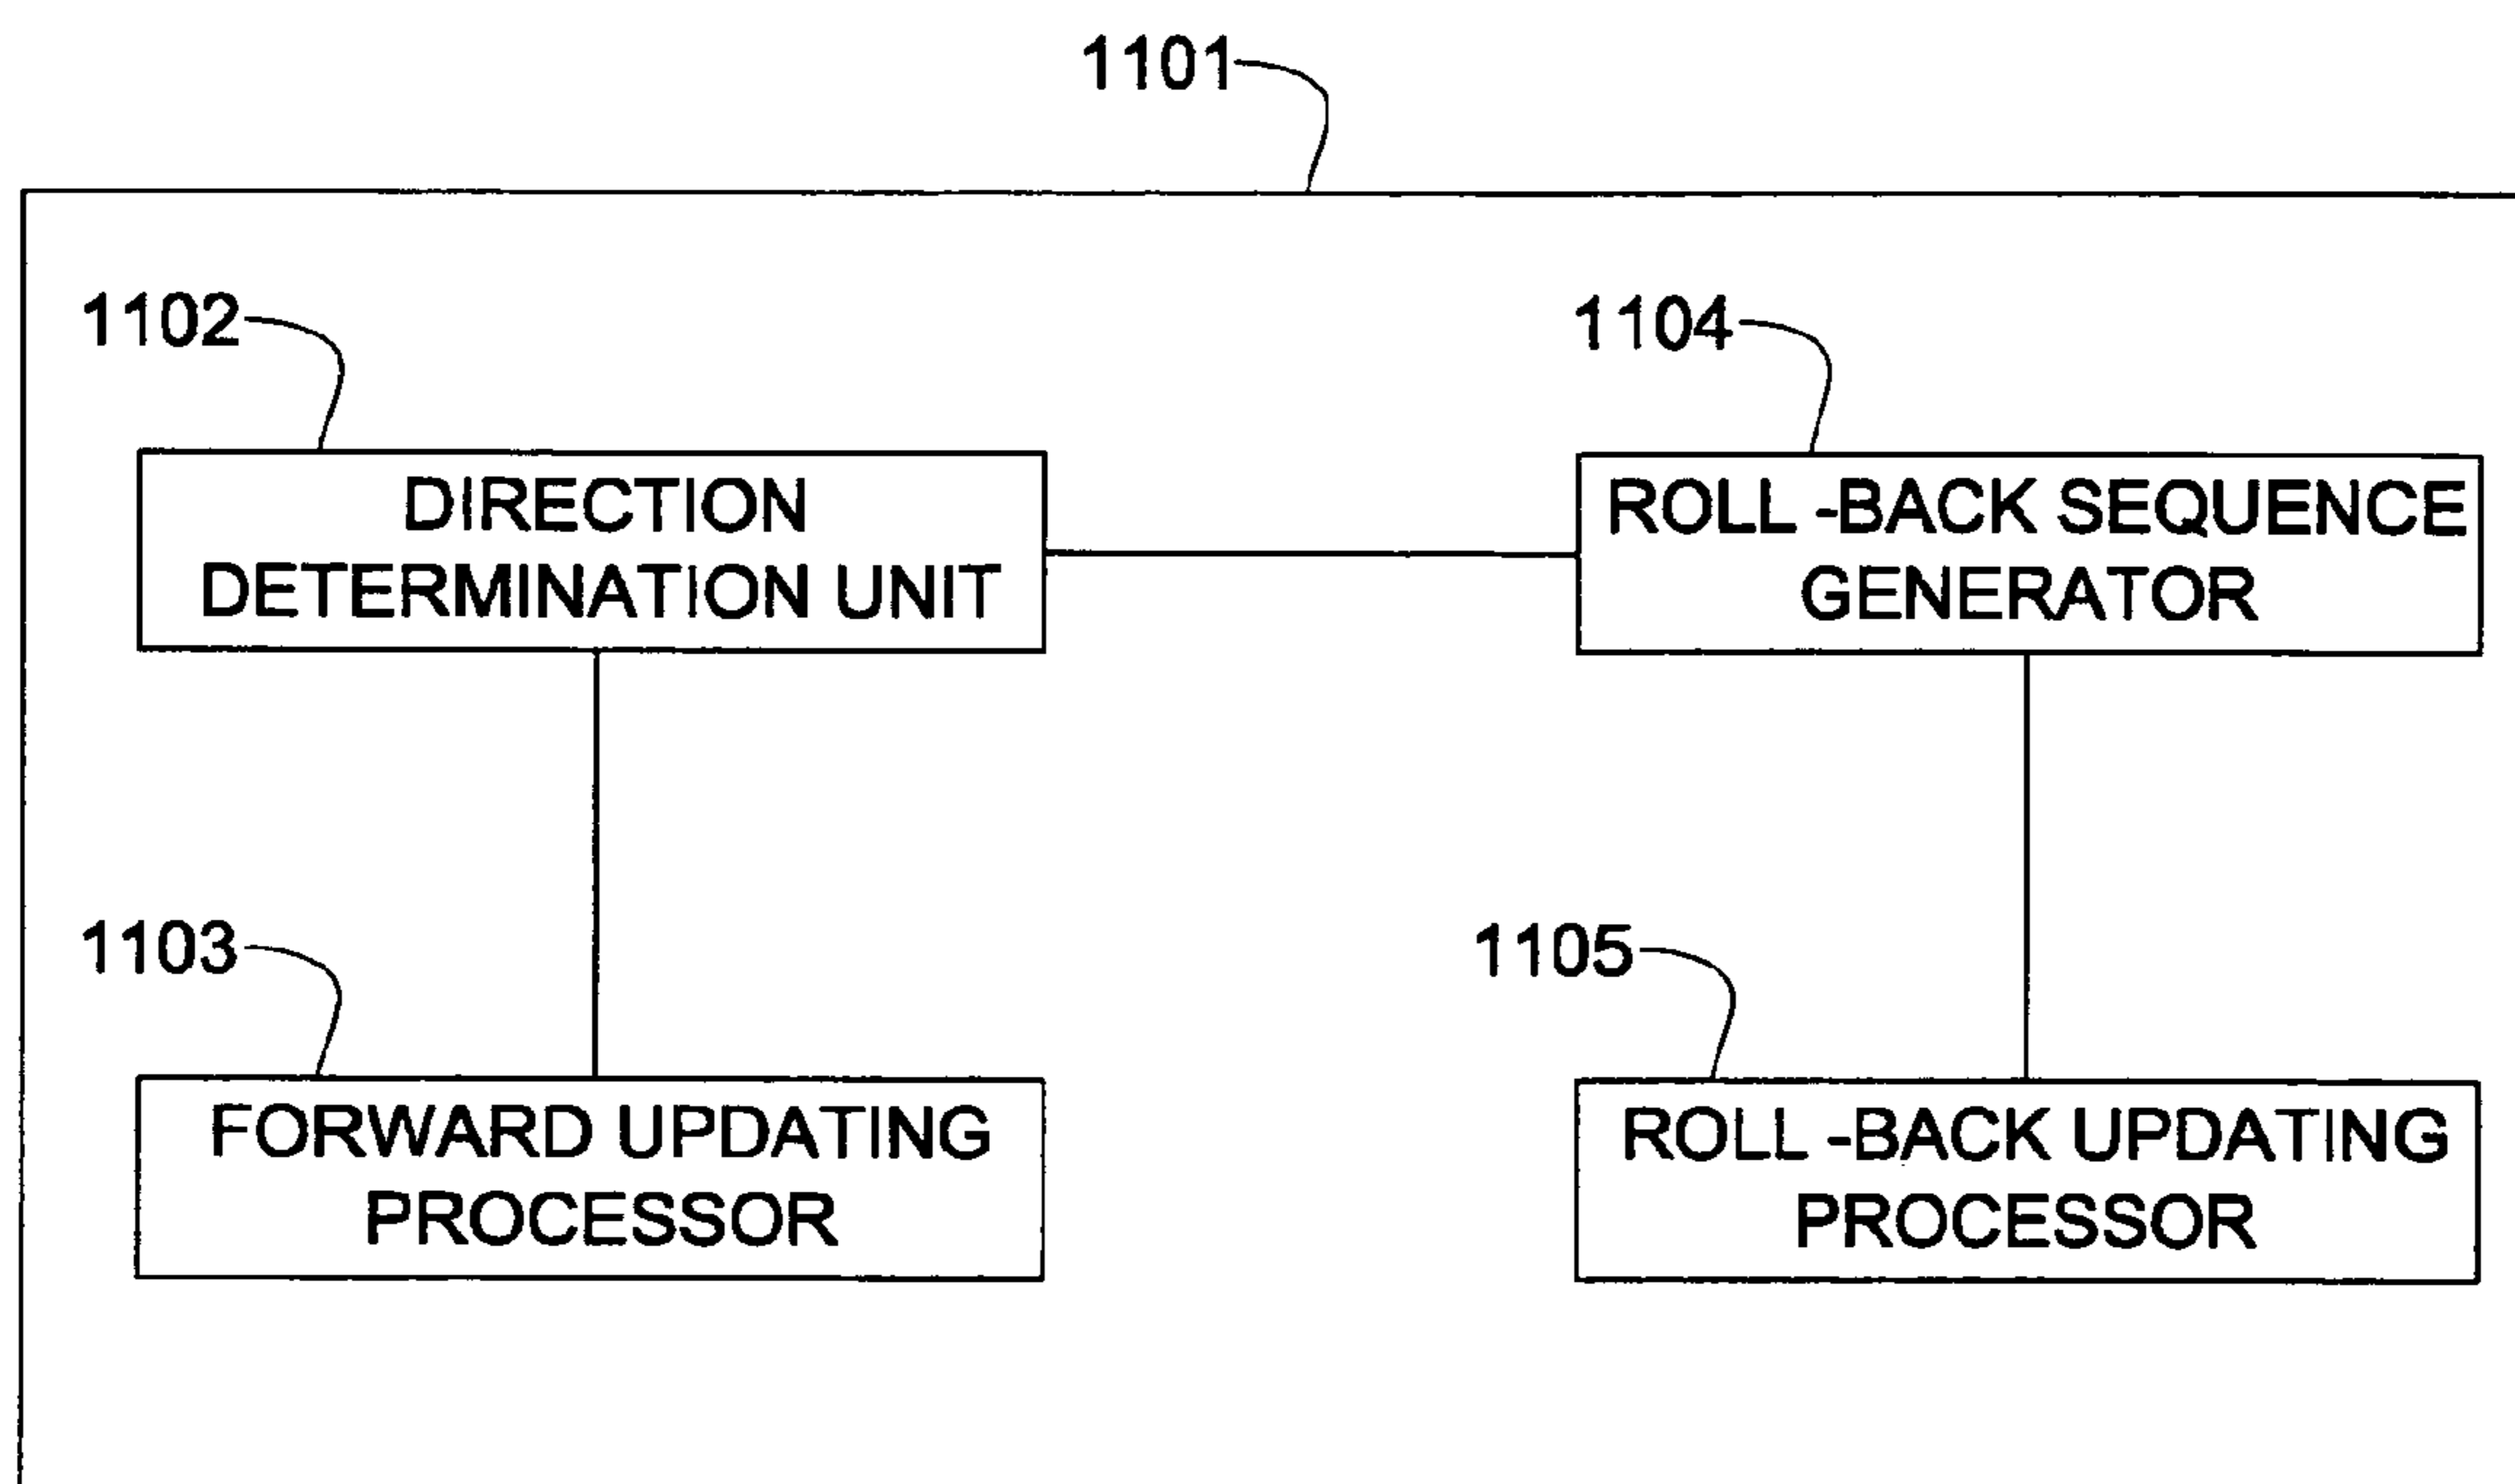 1101
1102
DIRECTION
DETERMINATION UNIT
1104
ROLL -BACK SEQUENCE
GENERATOR
1103
FORWARD UPDATING
PROCESSOR
1105
ROLL -BACK UPDATING
PROCESSOR